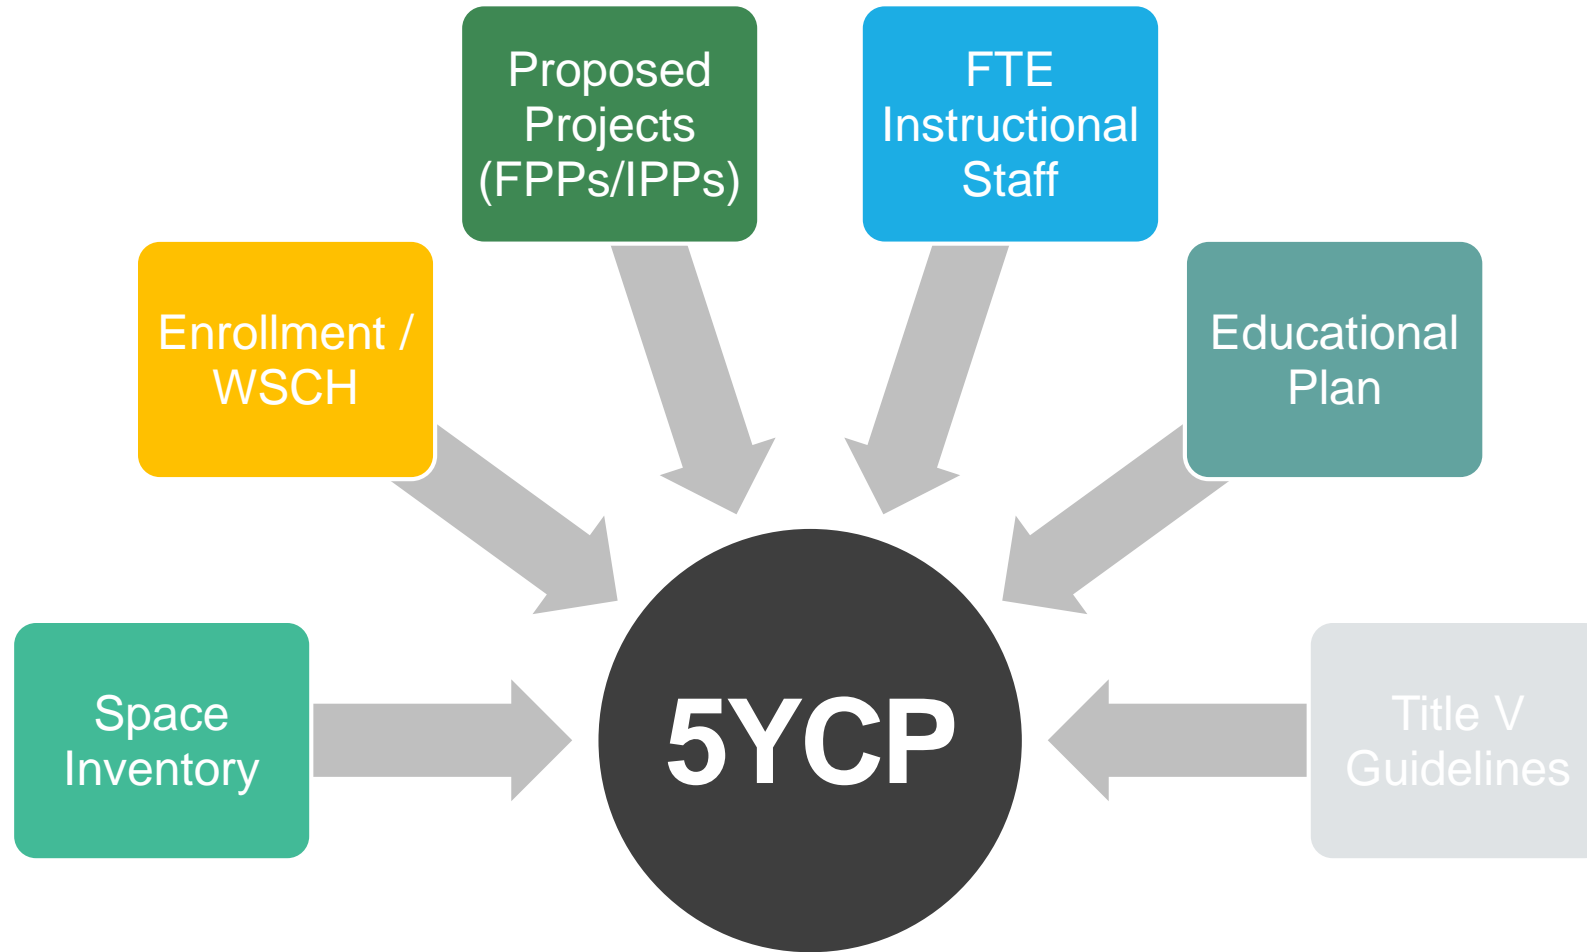 Proposed
Projects
(FPPs/IPPs)
FTE
Instructional
Staff
Enrollment /
WSCH
Educational
Plan
Space
Inventory
5YCP
Title V
Guidelines